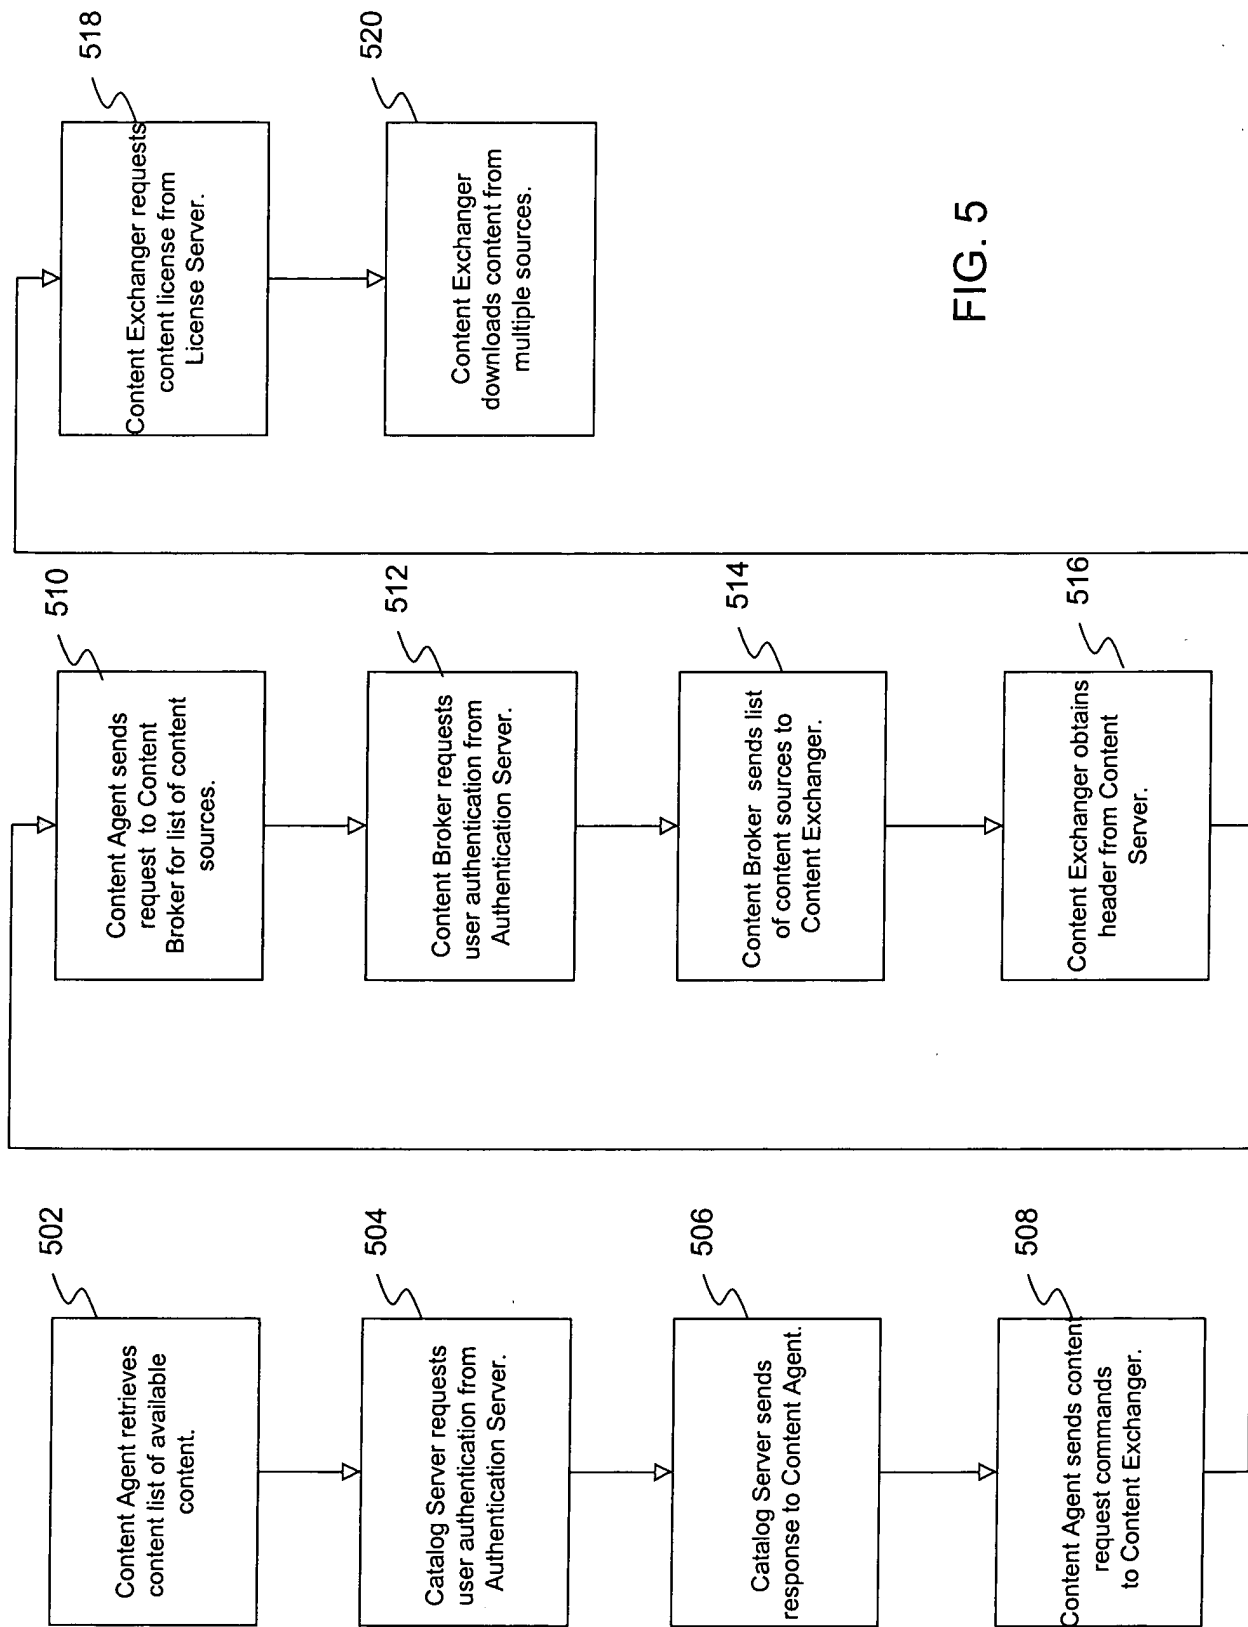 502
Content Agent retrieves
content list of available
content.
504
Catalog Server requests
user authentication from
Authentication Server.
506
Catalog Server sends
response to Content Agent.
508
Content Agent sends content
request commands
to Content Exchanger.
510
Content Agent sends
request to Content
Broker for list of content
sources.
512
Content Broker requests
user authentication from
Authentication Server.
514
Content Broker sends list
of content sources to
Content Exchanger.
516
Content Exchanger obtains
header from Content
Server.
518
Content Exchanger requests
content license from
License Server.
520
Content Exchanger
downloads content from
multiple sources.
FIG. 5